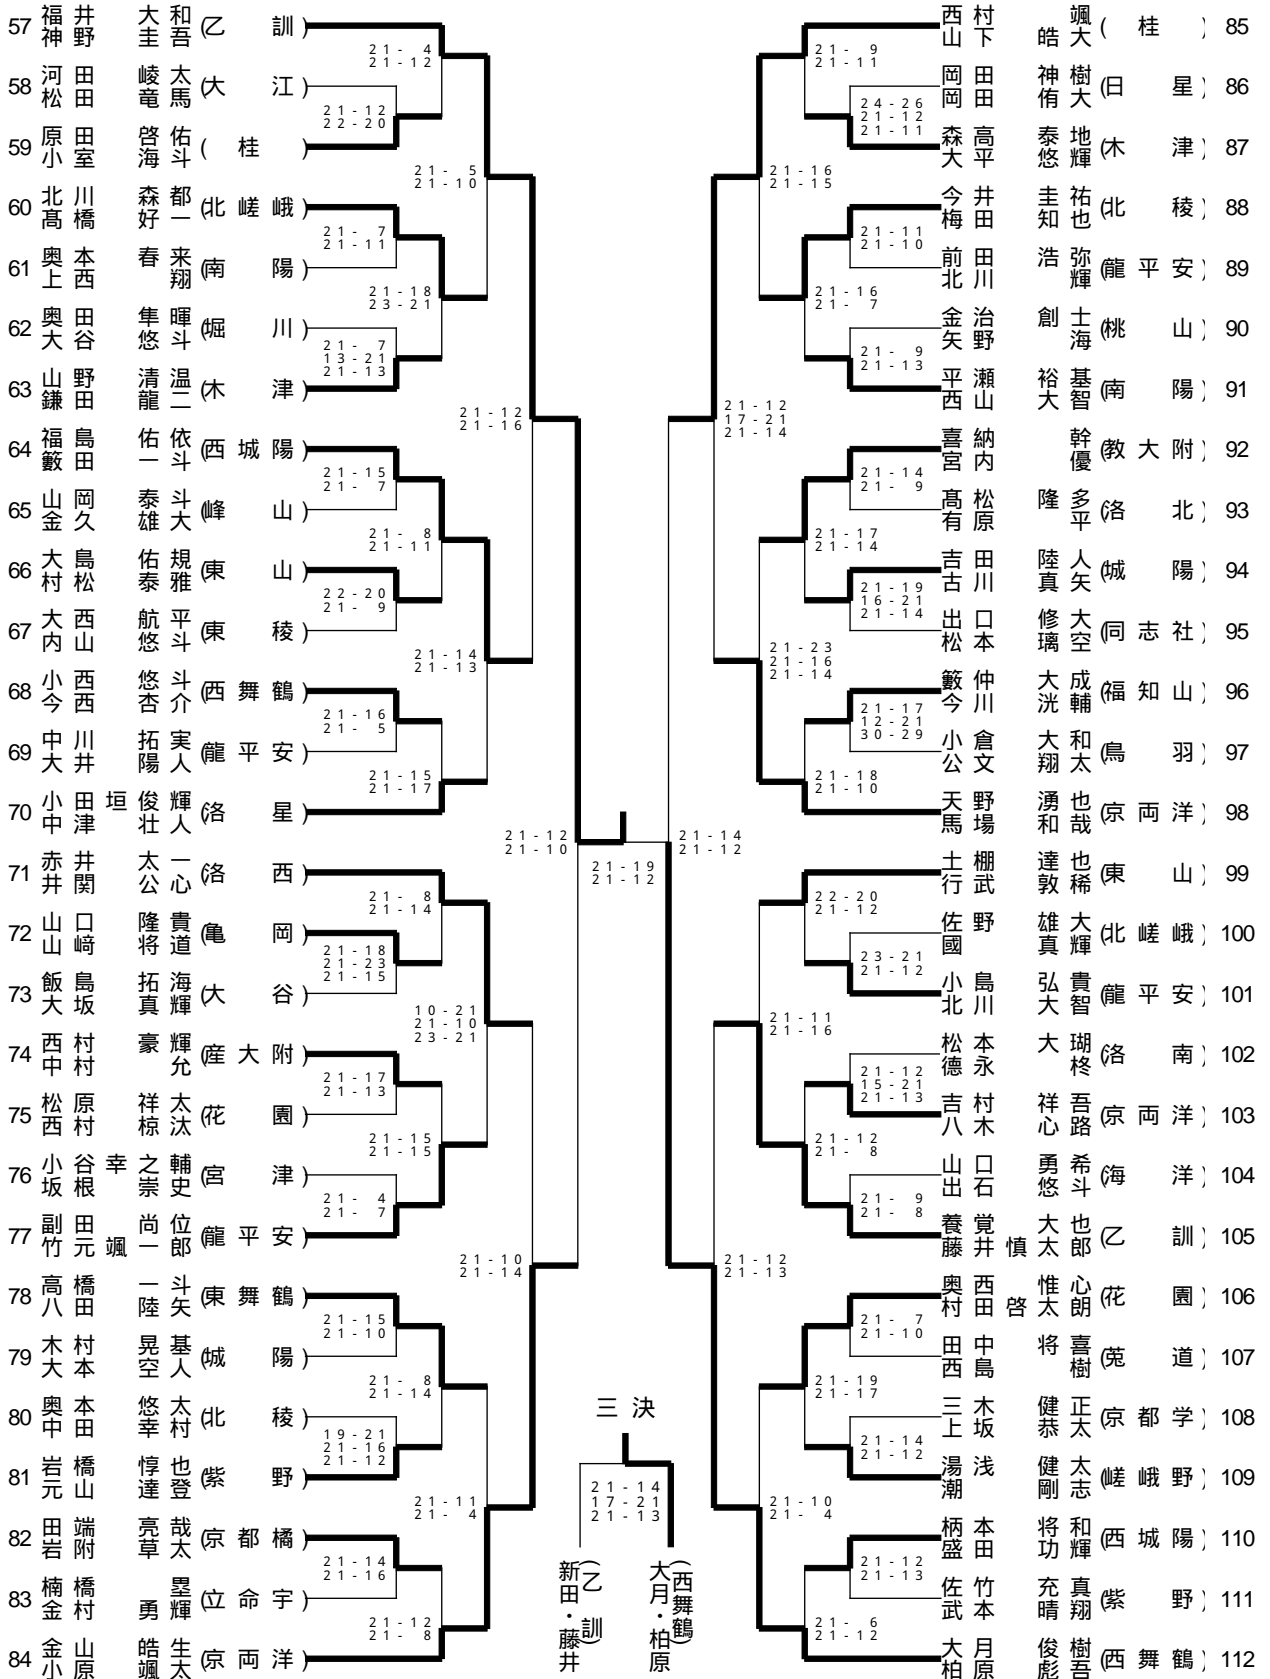 57 福井 大和 (乙 訓)
神野 圭吾
58 河田 崚太 (大 江)
松田 竜馬
59 原田 啓佑 (桂)
小室 海斗
60 北川 森都 (北嵯峨)
髙橋 好一
61 奥本 春来 (南 陽)
上西 翔
62 奥田 隼暉 (堀 川)
大谷 悠斗
63 山野 清温 (木 津)
鎌田 龍二
64 福島 佑依 (西城陽)
籔田 一斗
65 山岡 泰斗 (峰 山)
金久 雄大
66 大島 佑規 (東 山)
村松 泰雅
67 大西 航平 (東 稜)
内山 悠斗
68 小西 悠斗 (西舞鶴)
今西 杏介
69 中川 拓実 (龍平安)
大井 陽人
70 小田垣俊輝 (洛 星)
中津 壮人
71 赤井 太一 (洛 西)
井関 公心
72 山口 隆貴 (亀 岡)
山﨑 将道
73 飯島 拓海 (大 谷)
大坂 真輝
74 西村 豪輝 (産大附)
中村 允
75 松原 祥太 (花 園)
西村 椋汰
76 小谷幸之輔 (宮 津)
坂根 崇史
77 副田 尚位 (龍平安)
竹元颯一郎
78 高橋 一斗 (東舞鶴)
八田 陸矢
79 木村 晃基 (城 陽)
大本 空人
80 奥本 悠太 (北 稜)
中田 幸村
81 岩橋 惇也 (紫 野)
元山 達登
82 田端 亮哉 (京都橘)
岩附 草太
83 楠橋 塁 (立命宇)
金村 勇輝
84 金山 皓生 (京両洋)
小原 颯太
21- 4
21-12
21-12
22-20
21- 5
21-10
21- 7
21-11
21-18
23-21
21- 7
13-21
21-13
21-12
21-16
21-15
21- 7
21- 8
21-11
22-20
21- 9
21-14
21-13
21-16
21- 5
21-15
21-17
21-12
21-10
21- 8
21-14
21-18
21-23
21-15
10-21
21-10
23-21
21-17
21-13
21-15
21-15
21- 4
21- 7
21-10
21-14
21-15
21-10
21- 8
21-14
19-21
21-16
21-12
21-11
21- 4
21-14
21-16
21-12
21- 8
21-19
21-12
三決
21-14
17-21
21-13
新田・藤井
(乙 訓)
大月・柏原
(西舞鶴)
21- 9
21-11
24-26
21-12
21-11
21-16
21-15
21-11
21-10
21-16
21- 7
21- 9
21-13
21-12
17-21
21-14
21-14
21- 9
21-17
21-14
21-19
16-21
21-14
21-23
21-16
21-14
21-17
12-21
30-29
21-18
21-10
21-14
21-12
22-20
21-12
23-21
21-12
21-11
21-16
21-12
15-21
21-13
21-12
21- 8
21- 9
21- 8
21-12
21-13
21- 7
21-10
21-19
21-17
21-14
21-12
21-10
21- 4
21-12
21-13
21- 6
21-12
西村 颯 (桂) 85
山下 皓大
岡田 神樹 (日 星) 86
岡田 侑大
森高 泰地 (木 津) 87
大平 悠輝
今井 圭祐 (北 稜) 88
梅田 知也
前田 浩弥 (龍平安) 89
北川 輝
金治 創士 (桃 山) 90
矢野 海
平瀬 裕基 (南 陽) 91
西山 大智
喜納 幹 (教大附) 92
宮内 優
髙松 隆多 (洛 北) 93
有原 平
吉田 陸人 (城 陽) 94
古川 真矢
出口 修大 (同志社) 95
松本 璃空
籔仲 大成 (福知山) 96
今川 洸輔
小倉 大和 (鳥 羽) 97
公文 翔太
天野 湧也 (京両洋) 98
馬場 和哉
土棚 達也 (東 山) 99
行武 敦稀
佐野 雄大 (北嵯峨) 100
國 真輝
小島 弘貴 (龍平安) 101
北川 大智
松本 大瑚 (洛 南) 102
德永 柊
吉村 祥吾 (京両洋) 103
八木 心路
山口 勇希 (海 洋) 104
出石 悠斗
養覚 大也 (乙 訓) 105
藤井慎太郎
奥西 惟心 (花 園) 106
村田啓太朗
田中 将喜 (莵 道) 107
西島 樹
三木 健正 (京都学) 108
上坂 恭太
湯浅 健太 (嵯峨野) 109
潮 剛志
柄本 将和 (西城陽) 110
盛田 功輝
佐竹 充真 (紫 野) 111
武本 晴翔
大月 俊樹 (西舞鶴) 112
柏原 彪吾